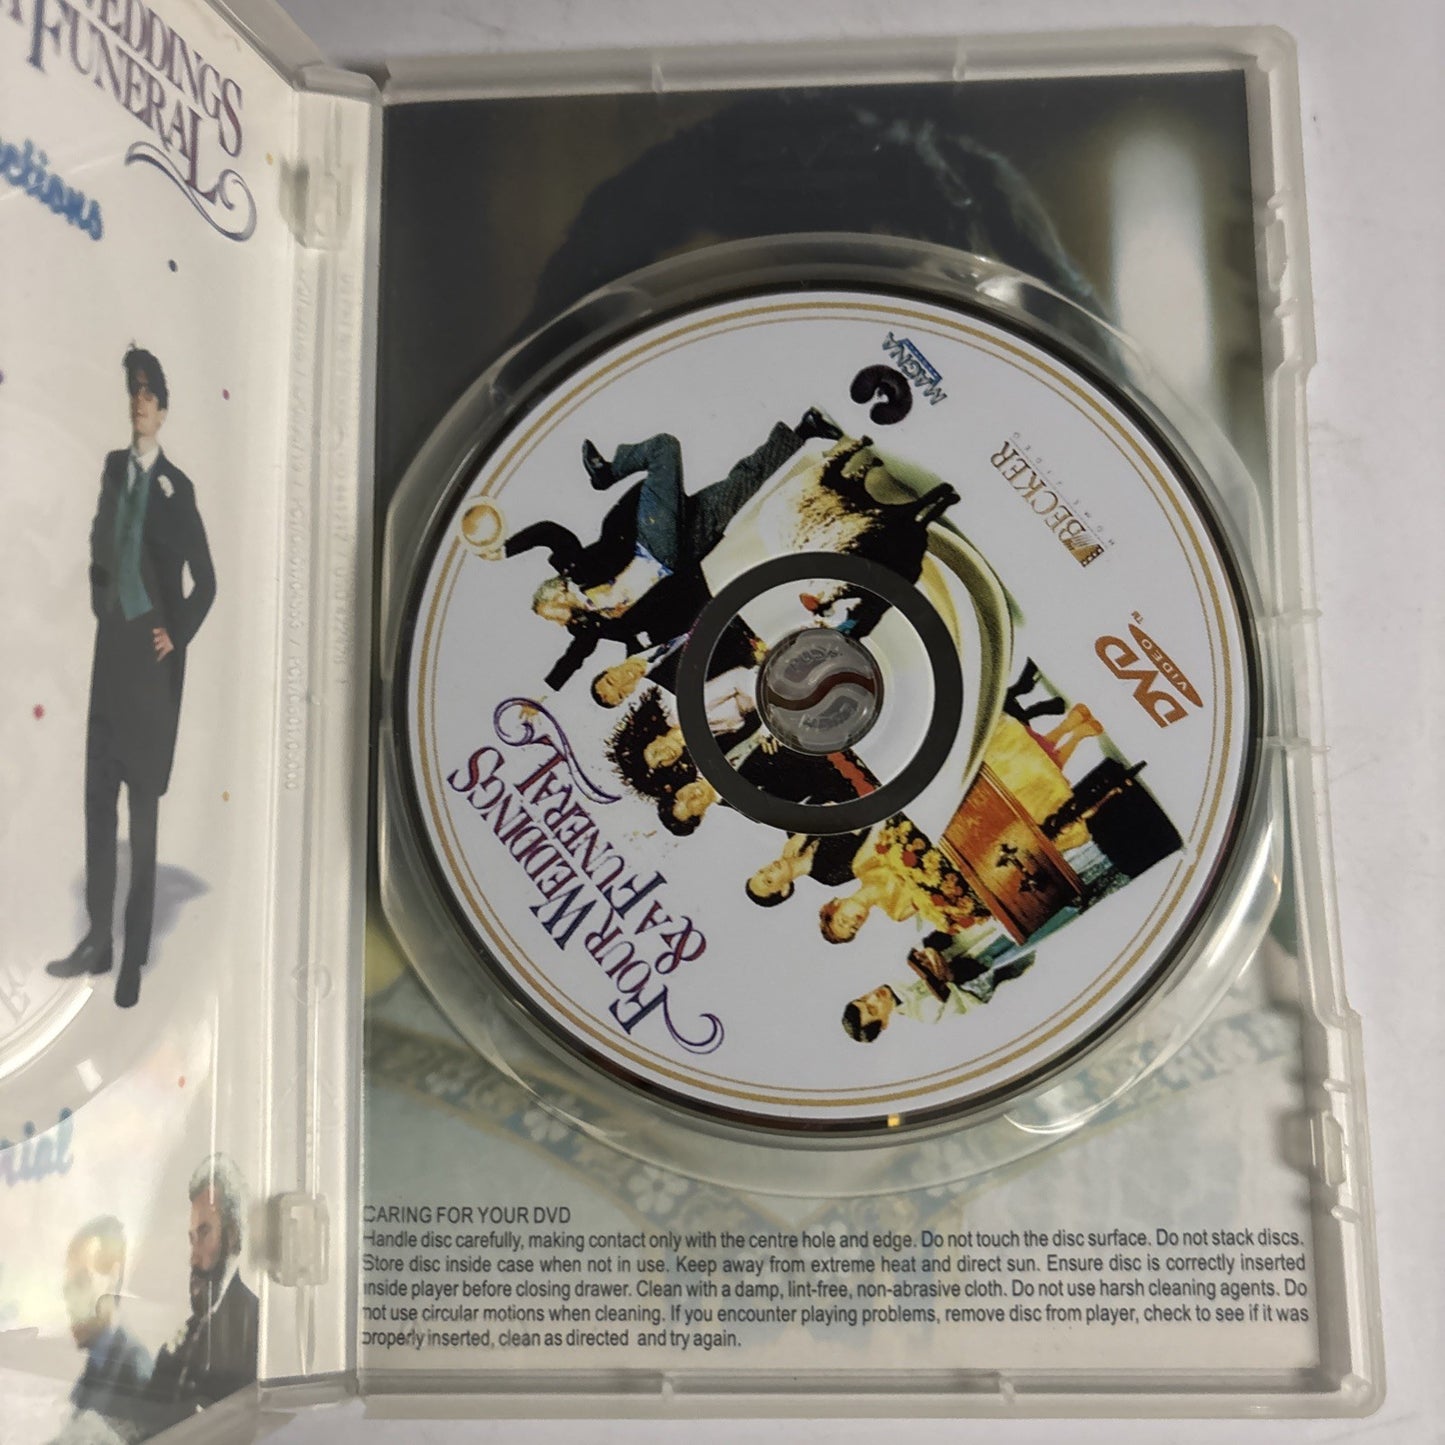 WEDDINGS
FUNERAL
MAGNA
BECKER
HOME VIDEO
DVD
VIDEO
TM
FOUR WEDDINGS
& A FUNERAL
PUSH
CARING FOR YOUR DVD
Handle disc carefully, making contact only with the centre hole and edge. Do not touch the disc surface. Do not stack discs.
Store disc inside case when not in use. Keep away from extreme heat and direct sun. Ensure disc is correctly inserted
inside player before closing drawer. Clean with a damp, lint-free, non-abrasive cloth. Do not use harsh cleaning agents. Do
not use circular motions when cleaning. If you encounter playing problems, remove disc from player, check to see if it was
properly inserted, clean as directed and try again.